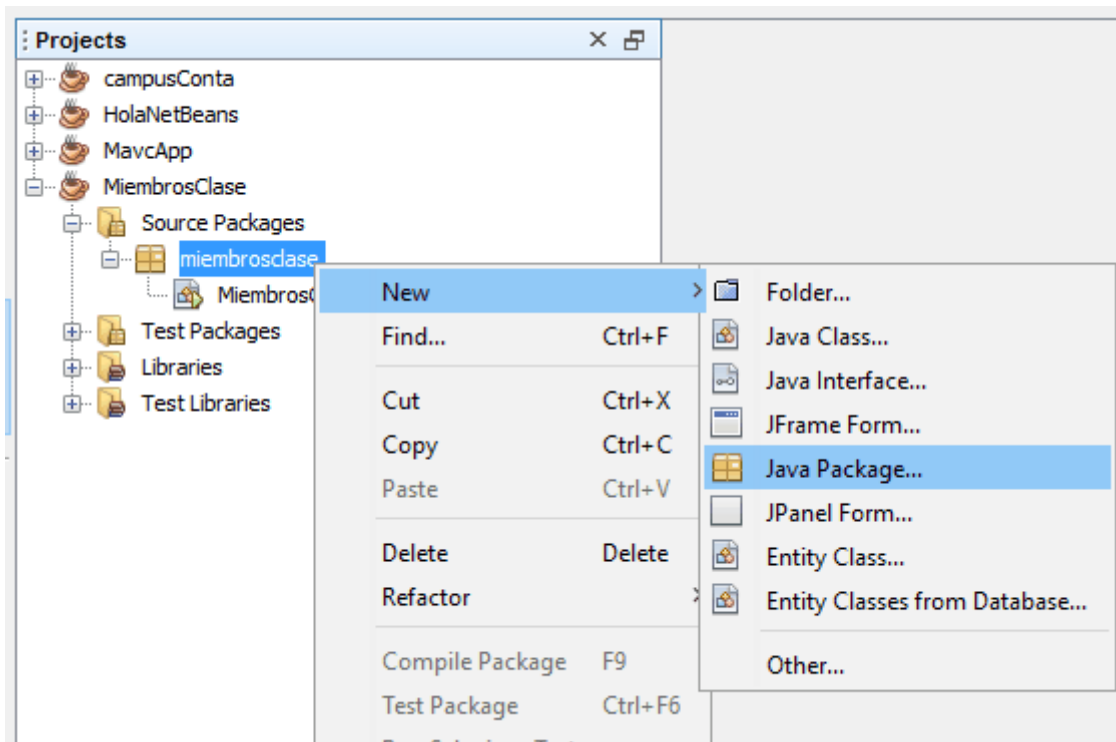 Projects
campusConta
HolaNetBeans
MavcApp
MiembrosClase
Source Packages
miembrosclase
Miembros
Test Packages
Libraries
Test Libraries
New
Find... Ctrl+F
Cut Ctrl+X
Copy Ctrl+C
Paste Ctrl+V
Delete Delete
Refactor
Compile Package F9
Test Package Ctrl+F6
Folder...
Java Class...
Java Interface...
JFrame Form...
Java Package...
JPanel Form...
Entity Class...
Entity Classes from Database...
Other...